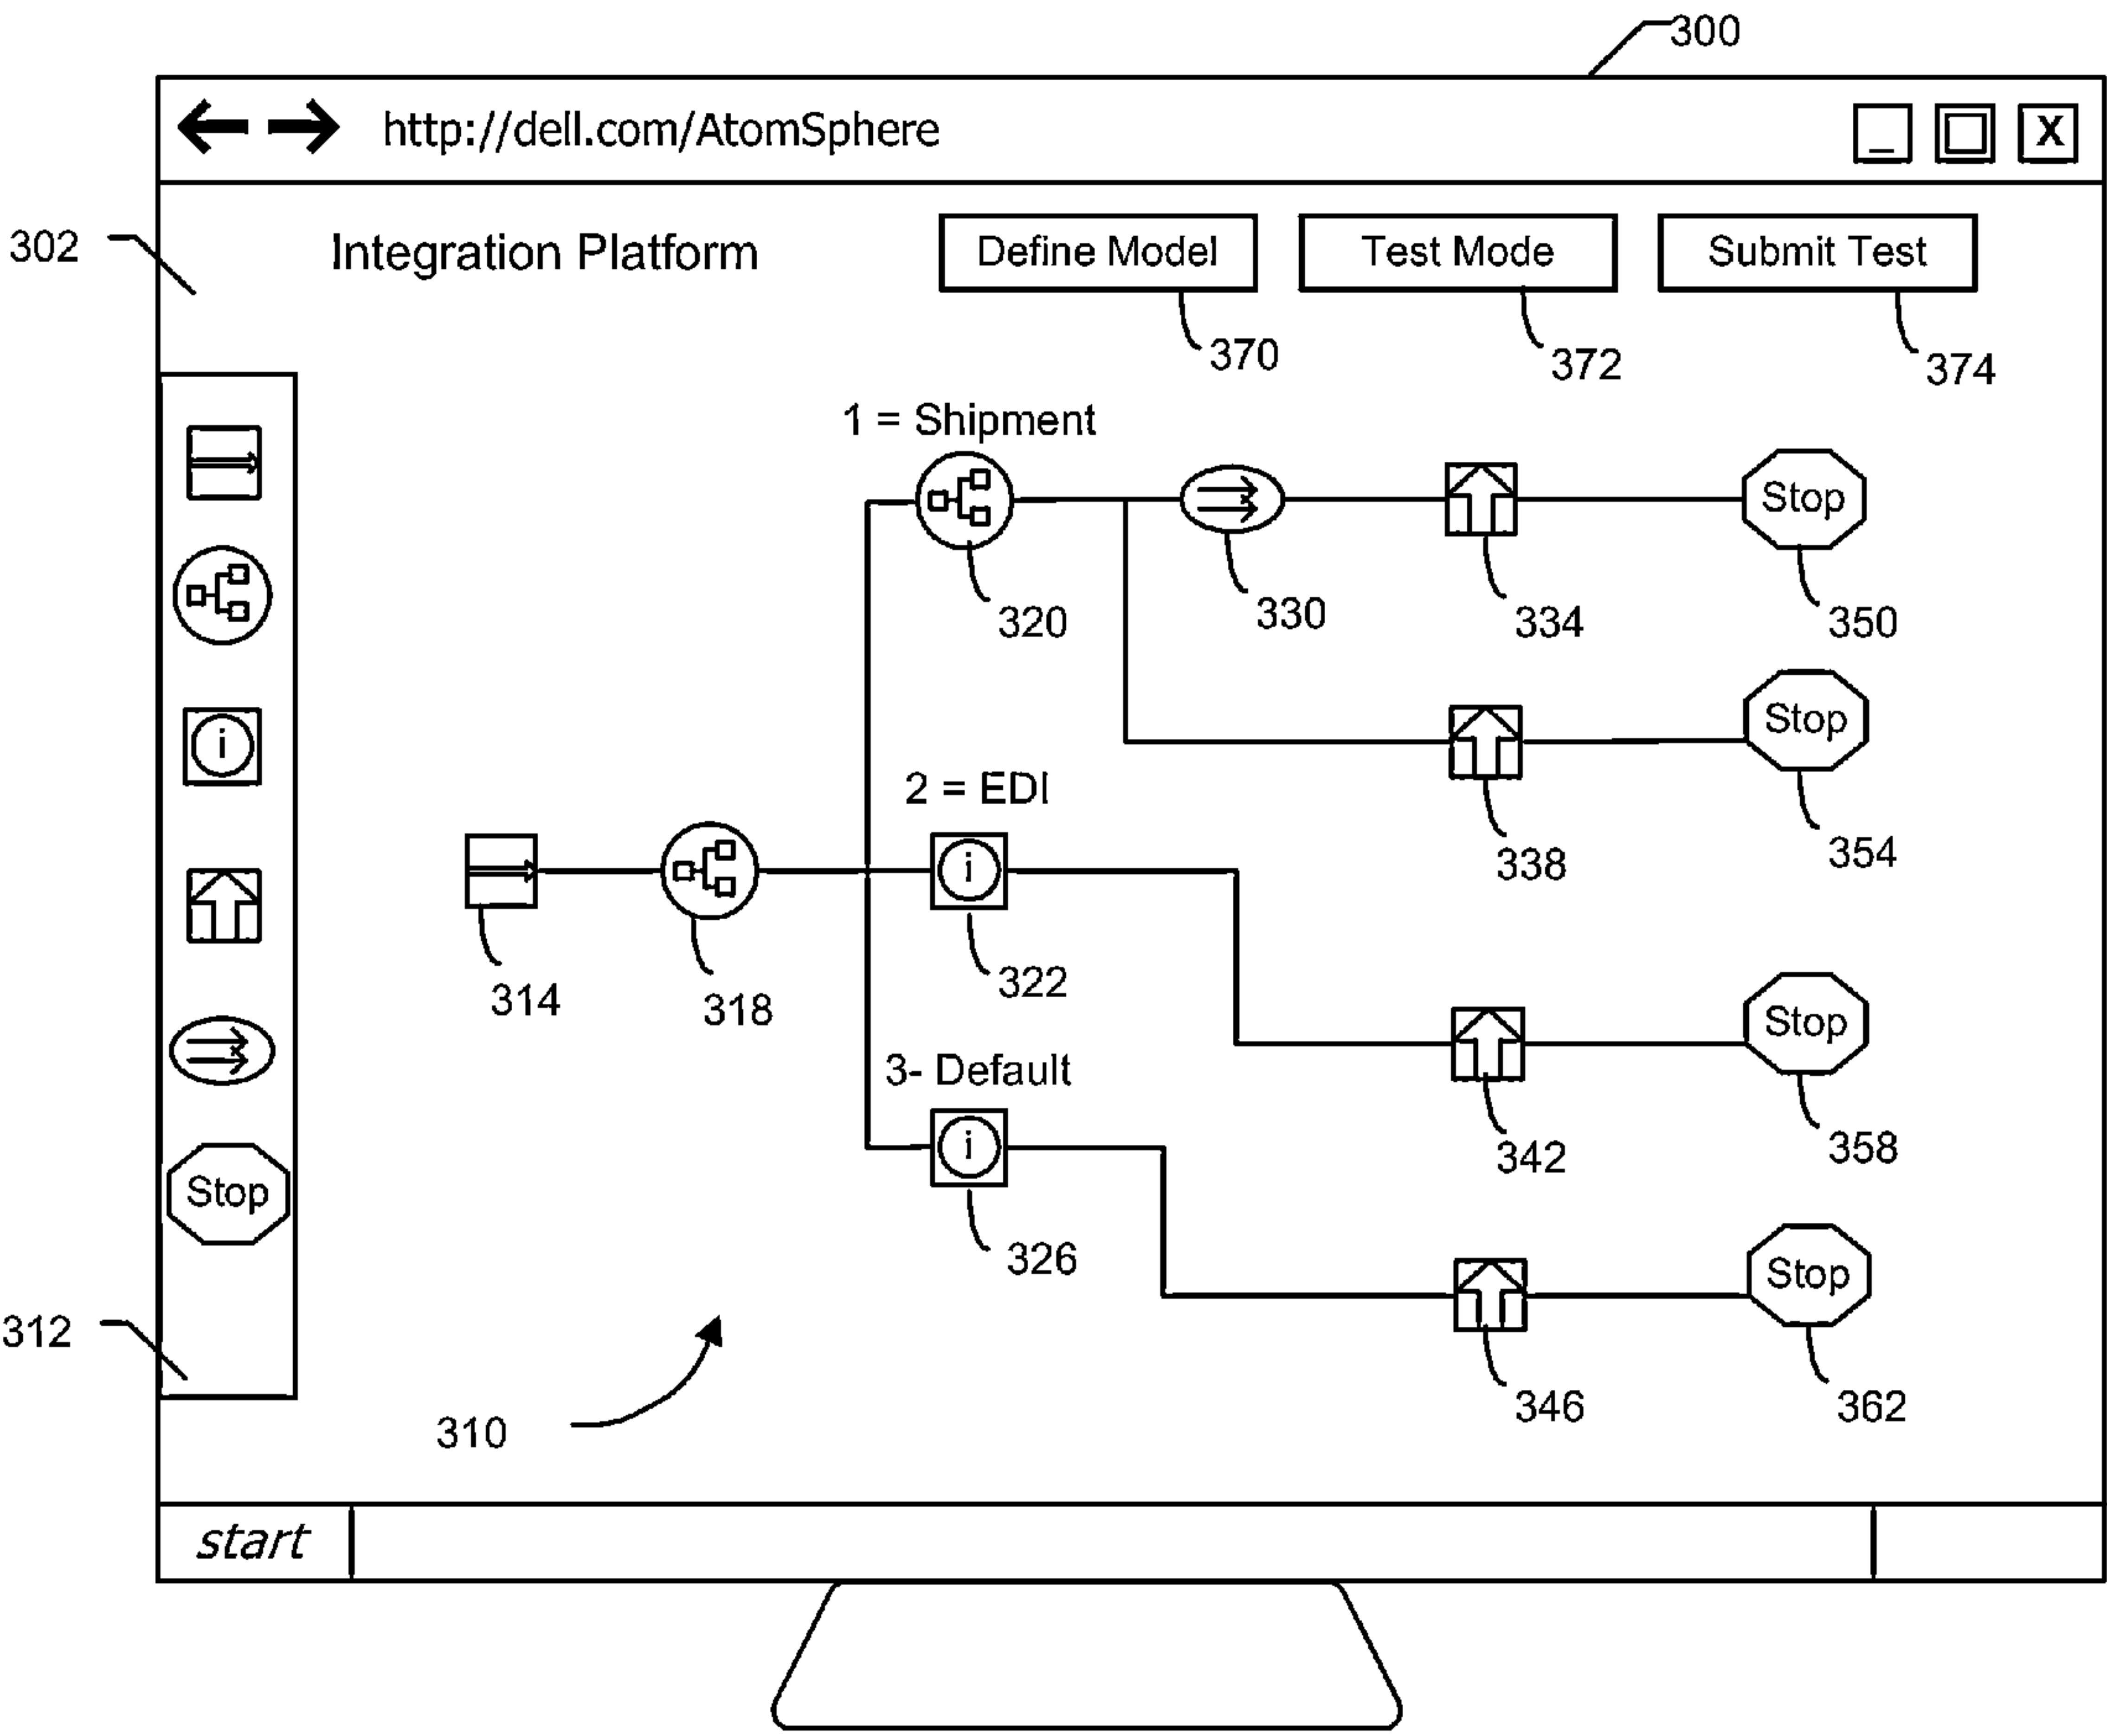 300
http://dell.com/AtomSphere
_ X
302
Integration Platform
Define Model
Test Mode
Submit Test
370
372
374
1 = Shipment
Stop
320
330
334
350
i
Stop
2 = EDI
i
338
354
314
318
322
Stop
3- Default
i
342
358
Stop
326
Stop
312
346
362
310
start